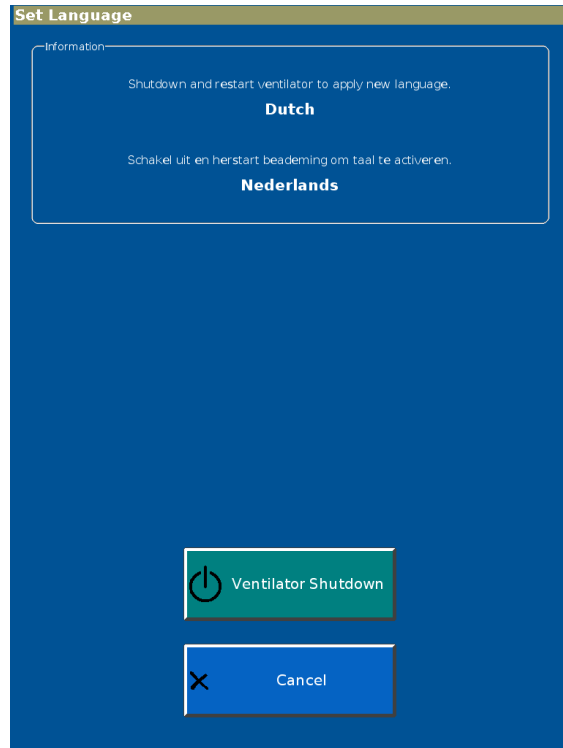 Set Language
Information
Shutdown and restart ventilator to apply new language.
Dutch
Schakel uit en herstart beademing om taal te activeren.
Nederlands
Ventilator Shutdown
Cancel